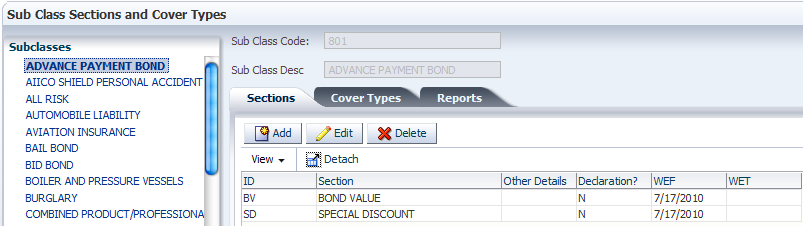 Sub Class Sections and Cover Types
Subclasses
ADVANCE PAYMENT BOND
AIICO SHIELD PERSONAL ACCIDENT
ALL RISK
AUTOMOBILE LIABILITY
AVIATION INSURANCE
BAIL BOND
BID BOND
BOILER AND PRESSURE VESSELS
BURGLARY
COMBINED PRODUCT/PROFESSIONA
Sub Class Code: 801
Sub Class Desc ADVANCE PAYMENT BOND
Sections Cover Types Reports
Add Edit Delete
View Detach
ID Section Other Details Declaration? WEF WET
BV BOND VALUE N 7/17/2010
SD SPECIAL DISCOUNT N 7/17/2010